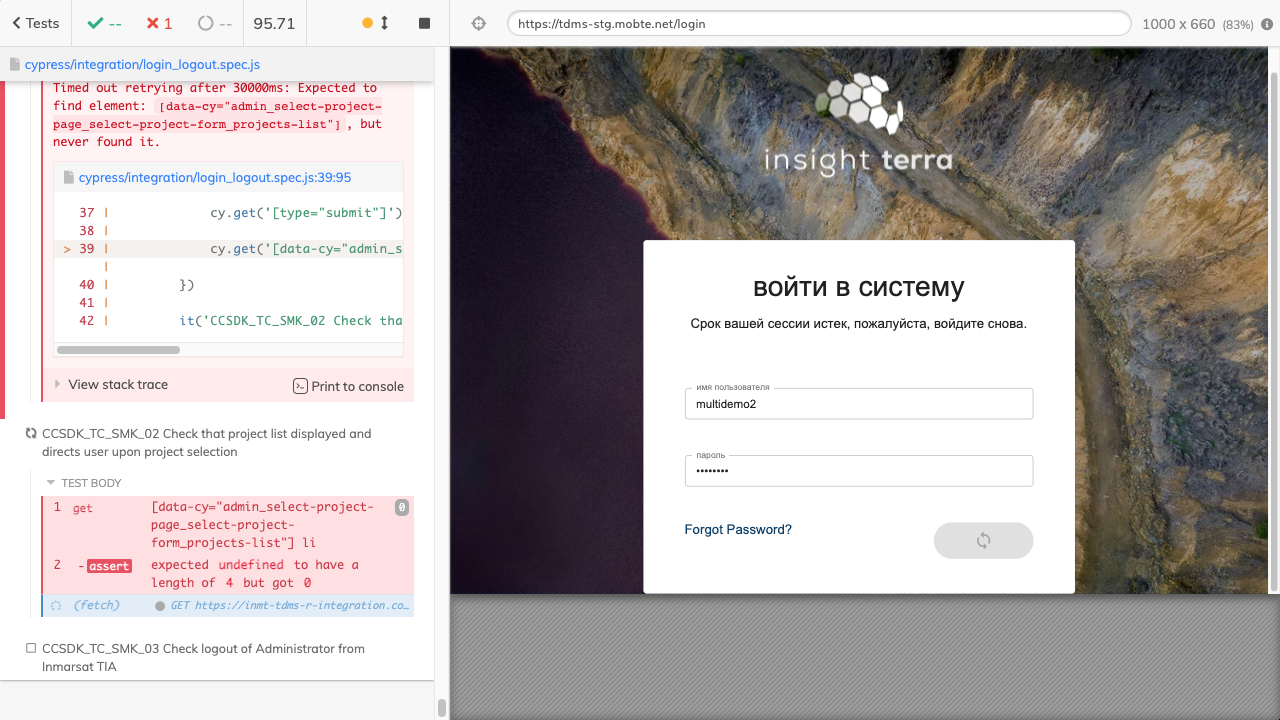 Tests
--
1
--
95.71
https://tdms-stg.mobte.net/login
1000 x 660 (83%)
cypress/integration/login_logout.spec.js
Timed out retrying after 30000ms: Expected to
find element: [data-cy="admin_select-project-
page_select-project-form_projects-list"], but
never found it.
cypress/integration/login_logout.spec.js:39:95
37 | cy.get('[type="submit"]')
38 |
> 39 | cy.get('[data-cy="admin_s
|
40 | })
41 |
42 | it('CCSDK_TC_SMK_02 Check tha
View stack trace
Print to console
CCSDK_TC_SMK_02 Check that project list displayed and
directs user upon project selection
TEST BODY
1 get [data-cy="admin_select-project-
page_select-project-
form_projects-list"] li
0
2 -assert expected undefined to have a
length of 4 but got 0
(fetch) GET https://inmt-tdms-r-integration.co…
CCSDK_TC_SMK_03 Check logout of Administrator from
Inmarsat TIA
insight terra
войти в систему
Срок вашей сессии истек, пожалуйста, войдите снова.
имя пользователя
multidemo2
пароль
••••••••
Forgot Password?